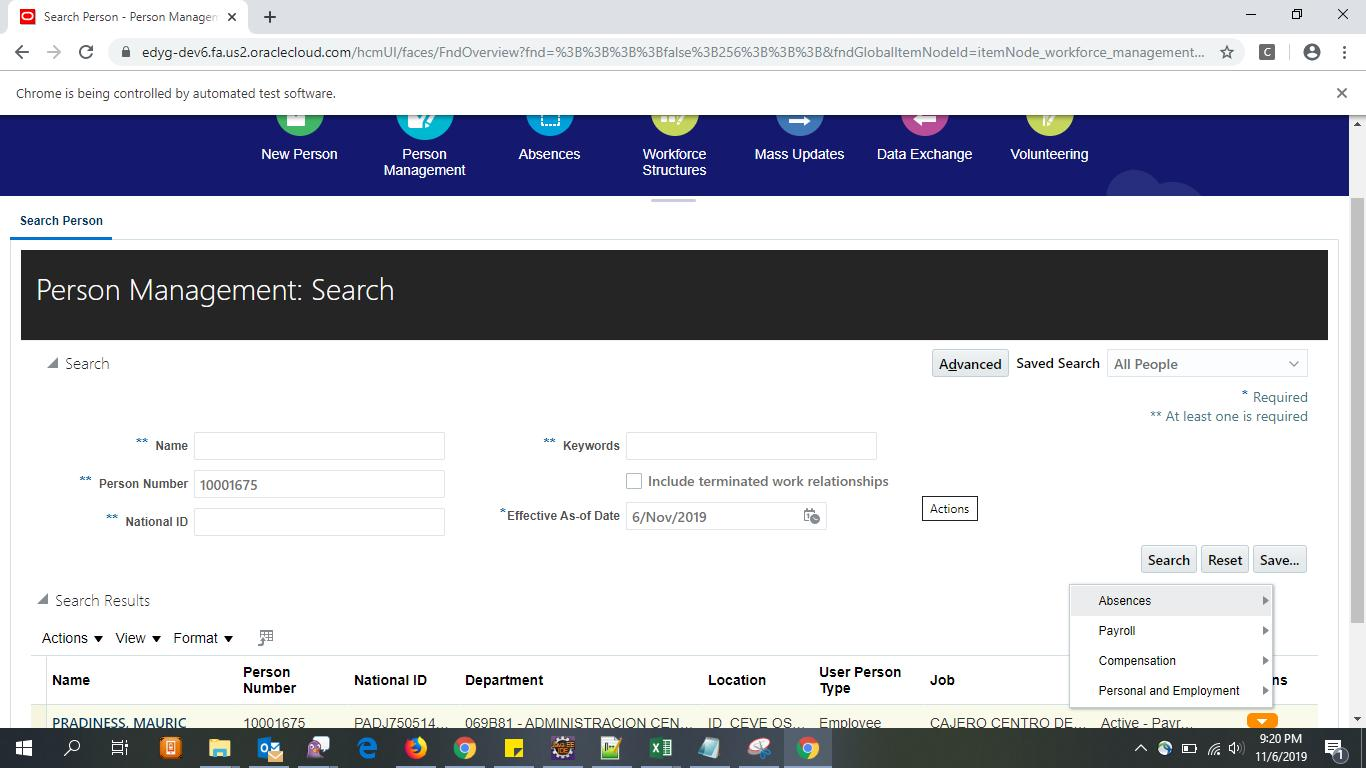 Search Person - Person Managem
edyg-dev6.fa.us2.oraclecloud.com/hcmUI/faces/FndOverview?fnd=%3B%3B%3B%3Bfalse%3B256%3B%3B%3B&fndGlobalItemNodeId=itemNode_workforce_management...
C
Chrome is being controlled by automated test software.
New Person
Person Management
Absences
Workforce Structures
Mass Updates
Data Exchange
Volunteering
Search Person
Person Management: Search
Search
Advanced Saved Search All People
* Required
** At least one is required
** Name
** Keywords
** Person Number 10001675
Include terminated work relationships
** National ID
*Effective As-of Date 6/Nov/2019
Actions
Search Reset Save...
Search Results
Absences
Payroll
Compensation
Personal and Employment
Actions View Format
Name Person Number National ID Department Location User Person Type Job ns
PRADINESS, MAURIC 10001675 PADJ750514... 069B81 - ADMINISTRACION CEN... ID_CEVE OS... Employee CAJERO CENTRO DE... Active - Payr...
9:20 PM
11/6/2019
1